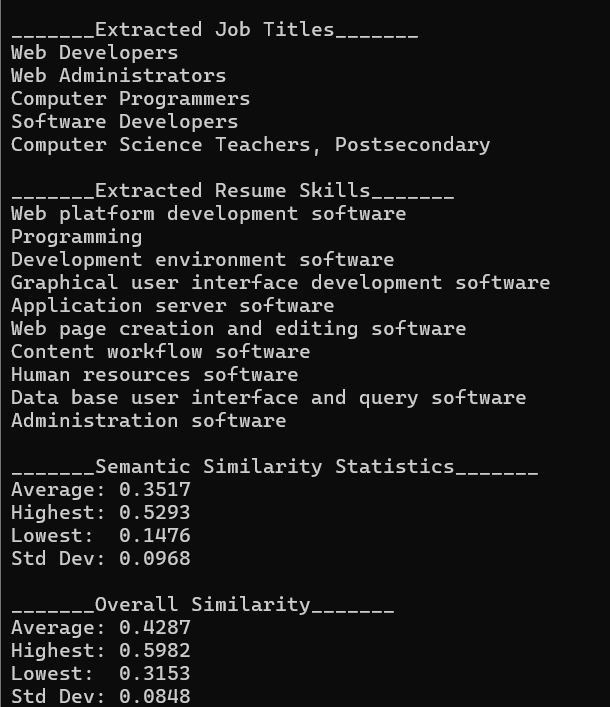 _______Extracted Job Titles_______
Web Developers
Web Administrators
Computer Programmers
Software Developers
Computer Science Teachers, Postsecondary
_______Extracted Resume Skills_______
Web platform development software
Programming
Development environment software
Graphical user interface development software
Application server software
Web page creation and editing software
Content workflow software
Human resources software
Data base user interface and query software
Administration software
_______Semantic Similarity Statistics_______
Average: 0.3517
Highest: 0.5293
Lowest:  0.1476
Std Dev: 0.0968
_______Overall Similarity_______
Average: 0.4287
Highest: 0.5982
Lowest:  0.3153
Std Dev: 0.0848